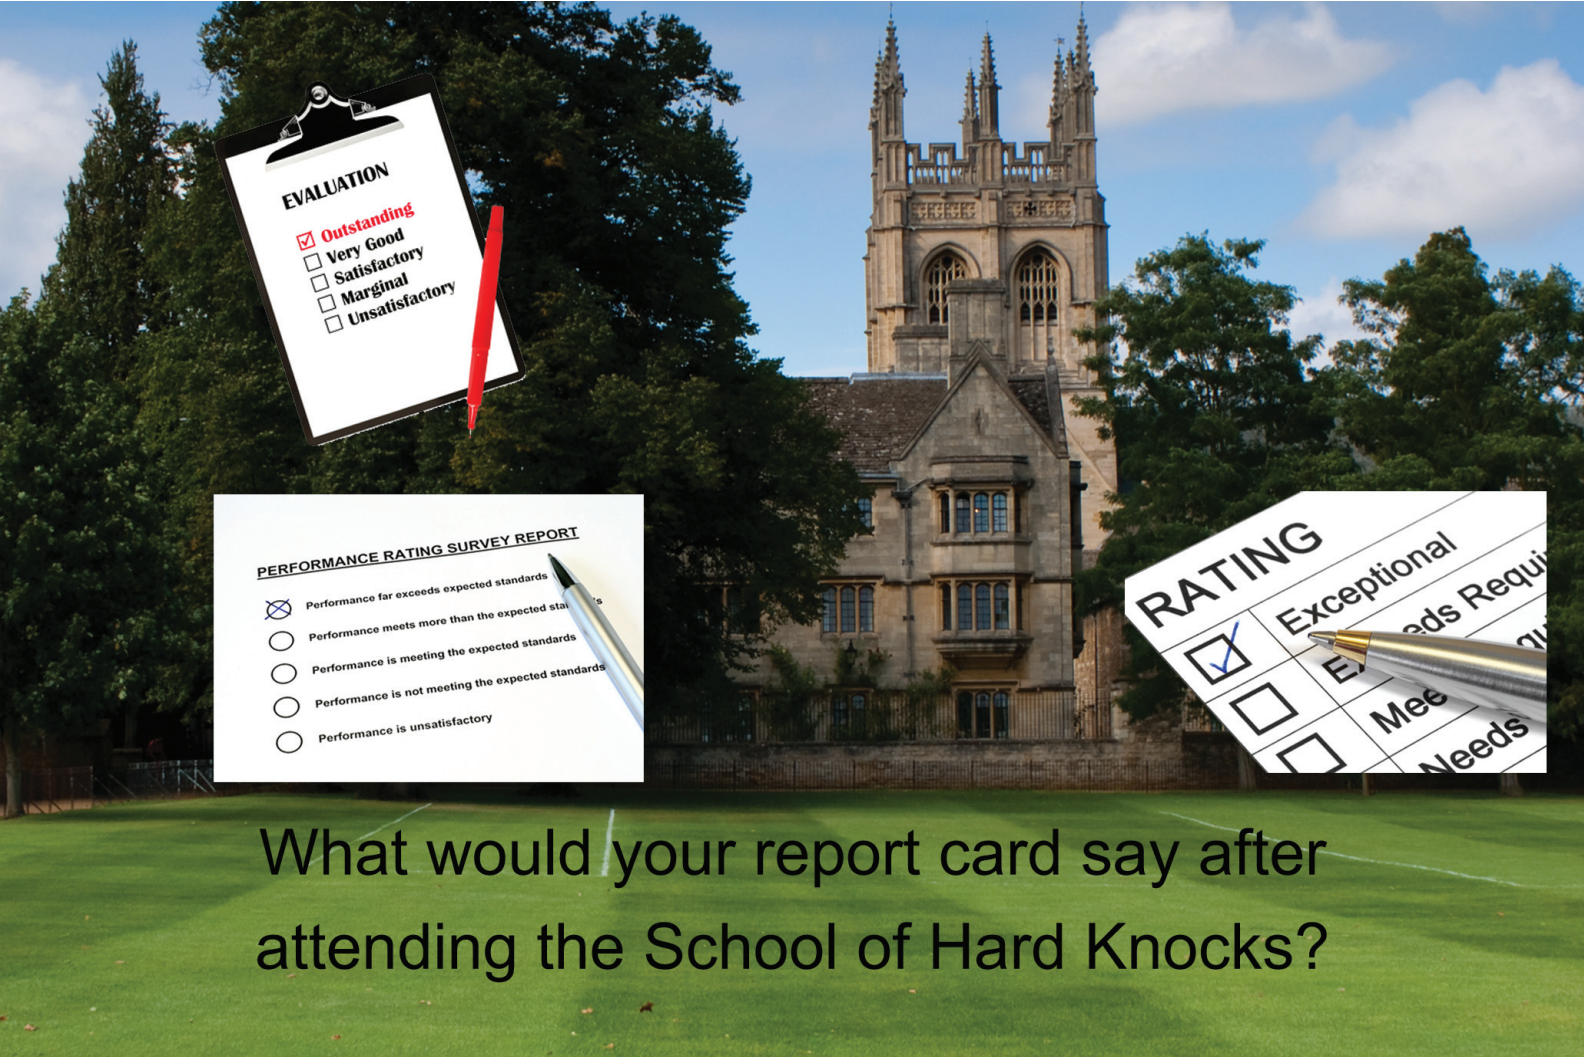 EVALUATION
Outstanding
Very Good
Satisfactory
Marginal
Unsatisfactory
PERFORMANCE RATING SURVEY REPORT
Performance far exceeds expected standards
Performance meets more than the expected
Performance is meeting the expected standards
Performance is not meeting the expected standards
Performance is unsatisfactory
RATING
Exceptional
Needs
What would your report card say after
attending the School of Hard Knocks?